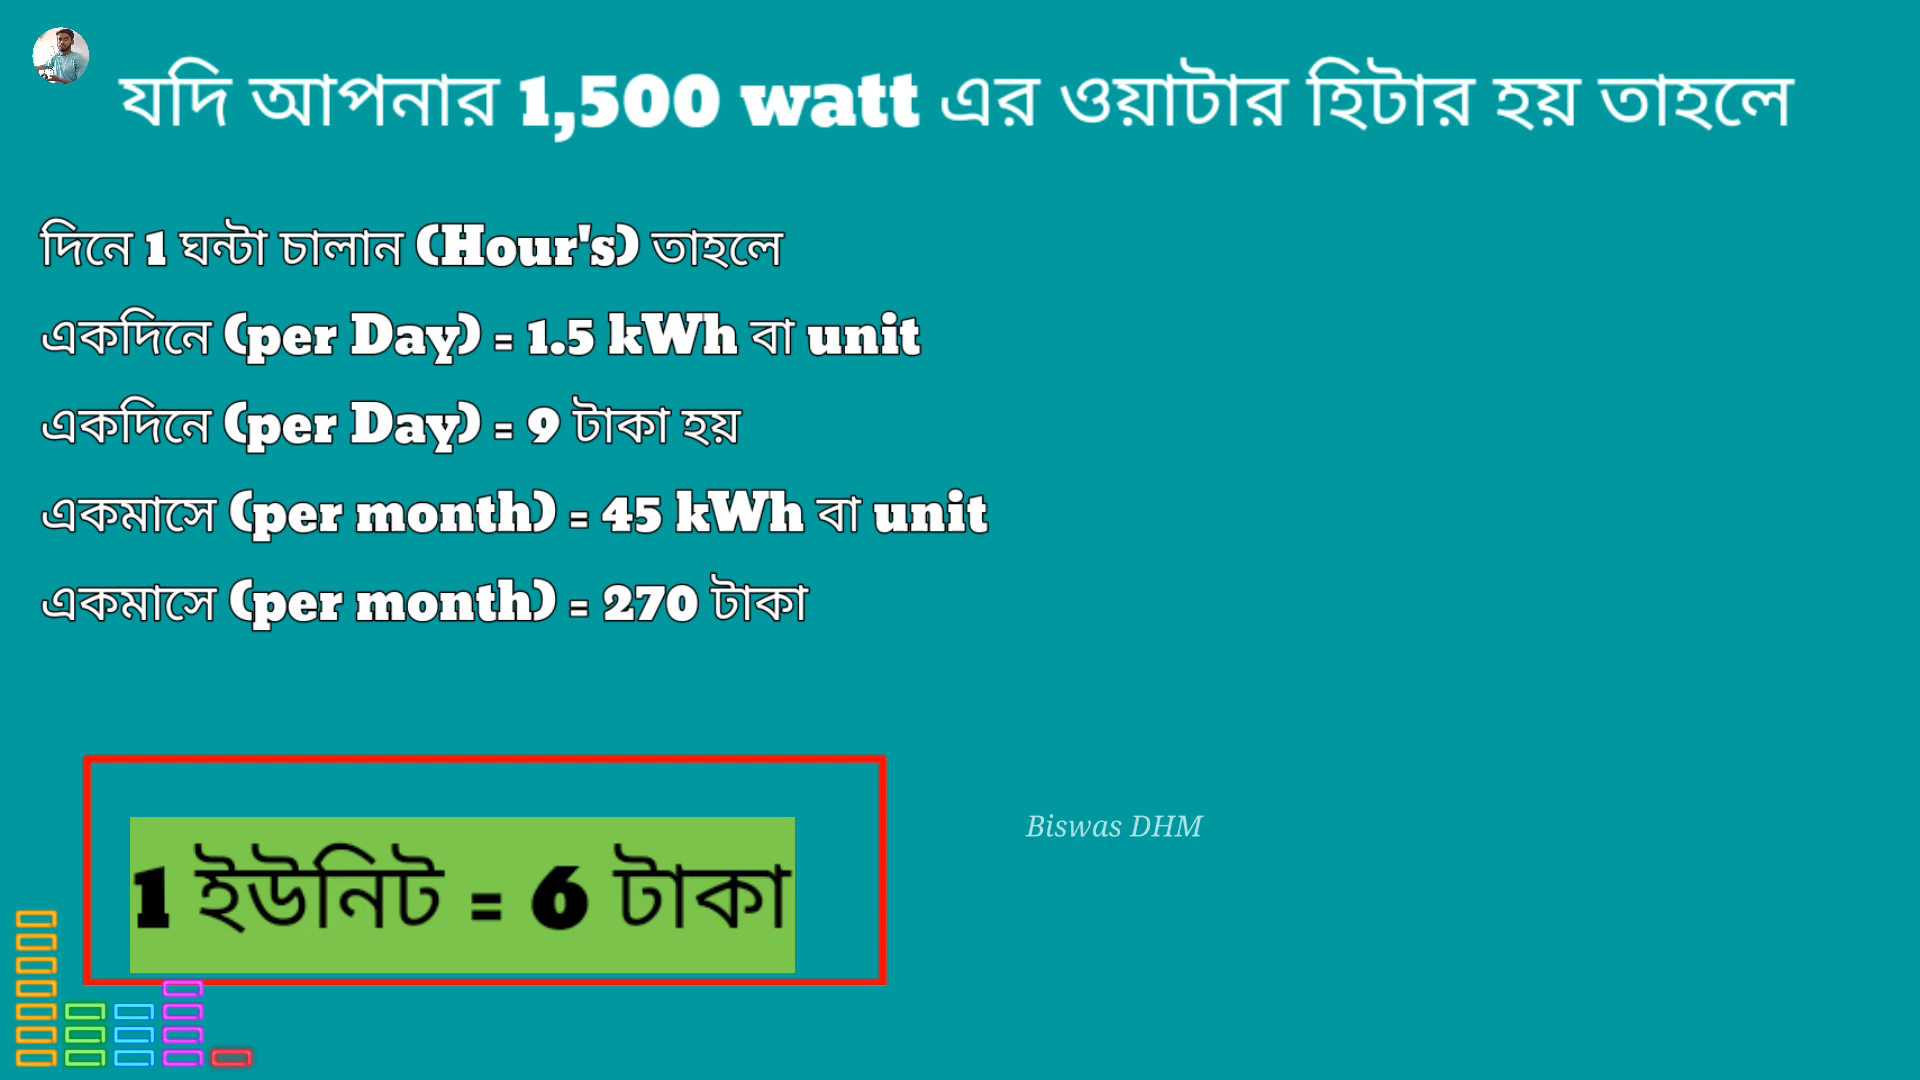 যদি আপনার 1,500 watt এর ওয়াটার হিটার হয় তাহলে
দিনে 1 ঘন্টা চালান (Hour's) তাহলে
একদিনে (per Day) = 1.5 kWh বা unit
একদিনে (per Day) = 9 টাকা হয়
একমাসে (per month) = 45 kWh বা unit
একমাসে (per month) = 270 টাকা
1 ইউনিট = 6 টাকা
Biswas DHM